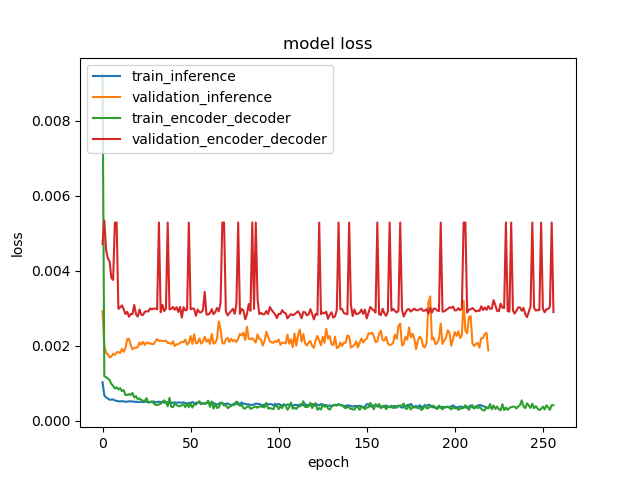 model loss
train_inference
validation_inference
train_encoder_decoder
validation_encoder_decoder
0.008
0.006
0.004
0.002
0.000
loss
0 50 100 150 200 250
epoch